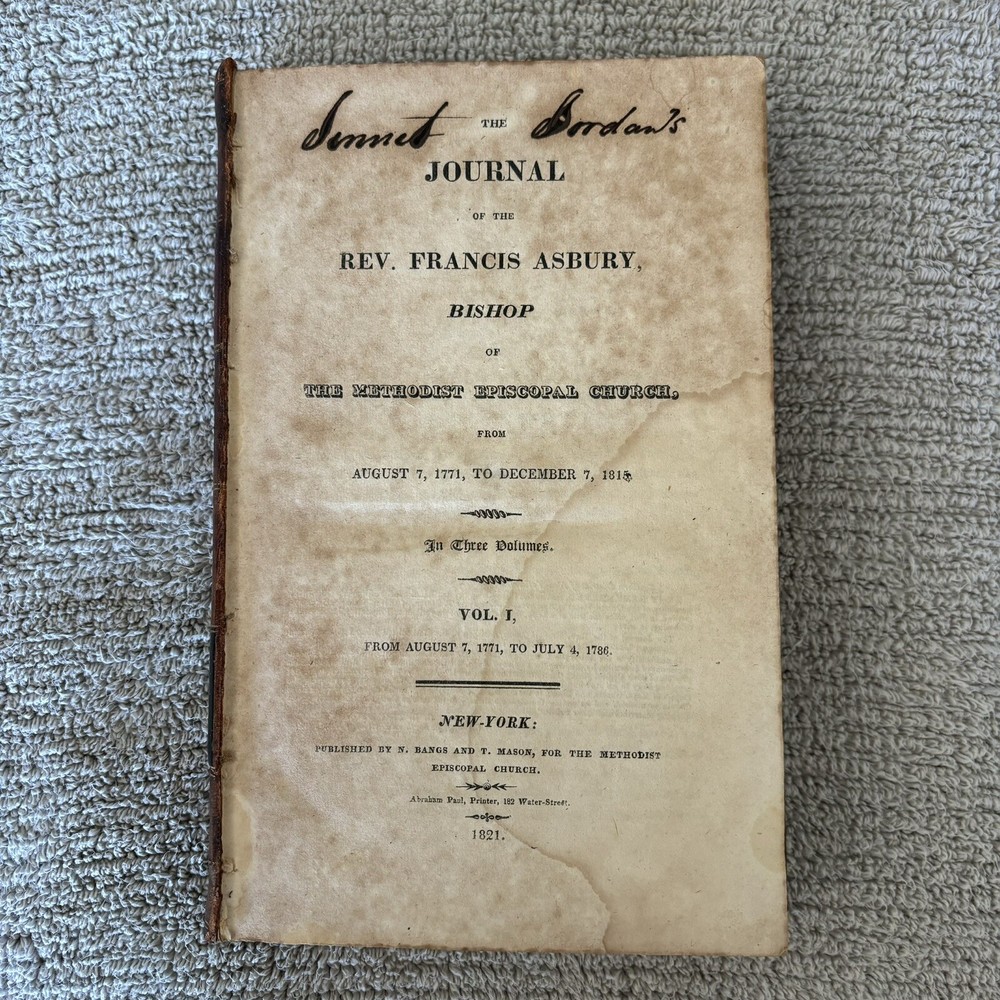 THE
JOURNAL
OF THE
REV. FRANCIS ASBURY,
BISHOP
OF
THE METHODIST EPISCOPAL CHURCH,
FROM
AUGUST 7, 1771, TO DECEMBER 7, 1815.
In Three Volumes.
VOL. I,
FROM AUGUST 7, 1771, TO JULY 4, 1786.
NEW-YORK:
PUBLISHED BY N. BANGS AND T. MASON, FOR THE METHODIST
EPISCOPAL CHURCH.
Abraham Paul, Printer, 182 Water-Street.
1821.